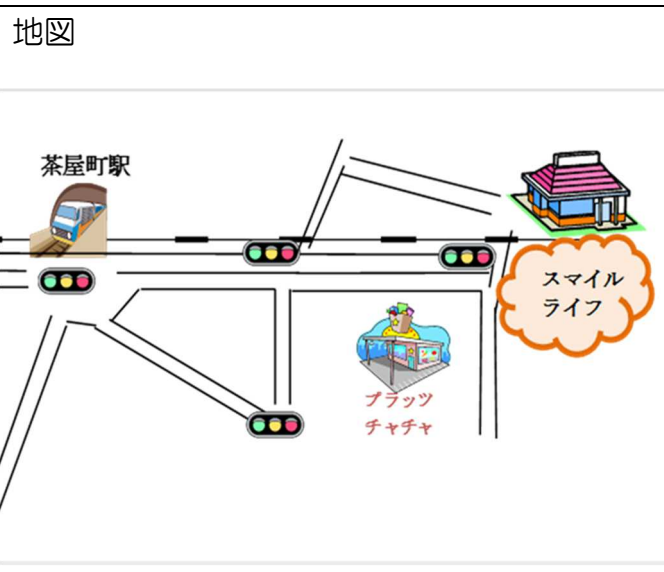 地図
茶屋町駅
スマイル
ライフ
プラッツ
チャチャ